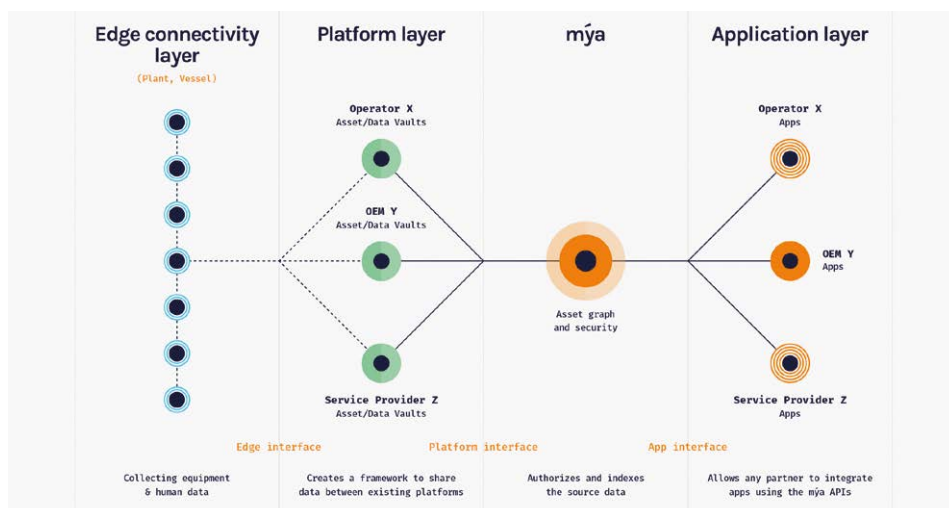 Edge connectivity
layer
(Plant, Vessel)
Platform layer
mýa
Application layer
Operator X
Asset/Data Vaults
OEM Y
Asset/Data Vaults
Service Provider Z
Asset/Data Vaults
Asset graph
and security
Operator X
Apps
OEM Y
Apps
Service Provider Z
Apps
Edge interface
Platform interface
App interface
Collecting equipment
& human data
Creates a framework to share
data between existing platforms
Authorizes and indexes
the source data
Allows any partner to integrate
apps using the mýa APIs